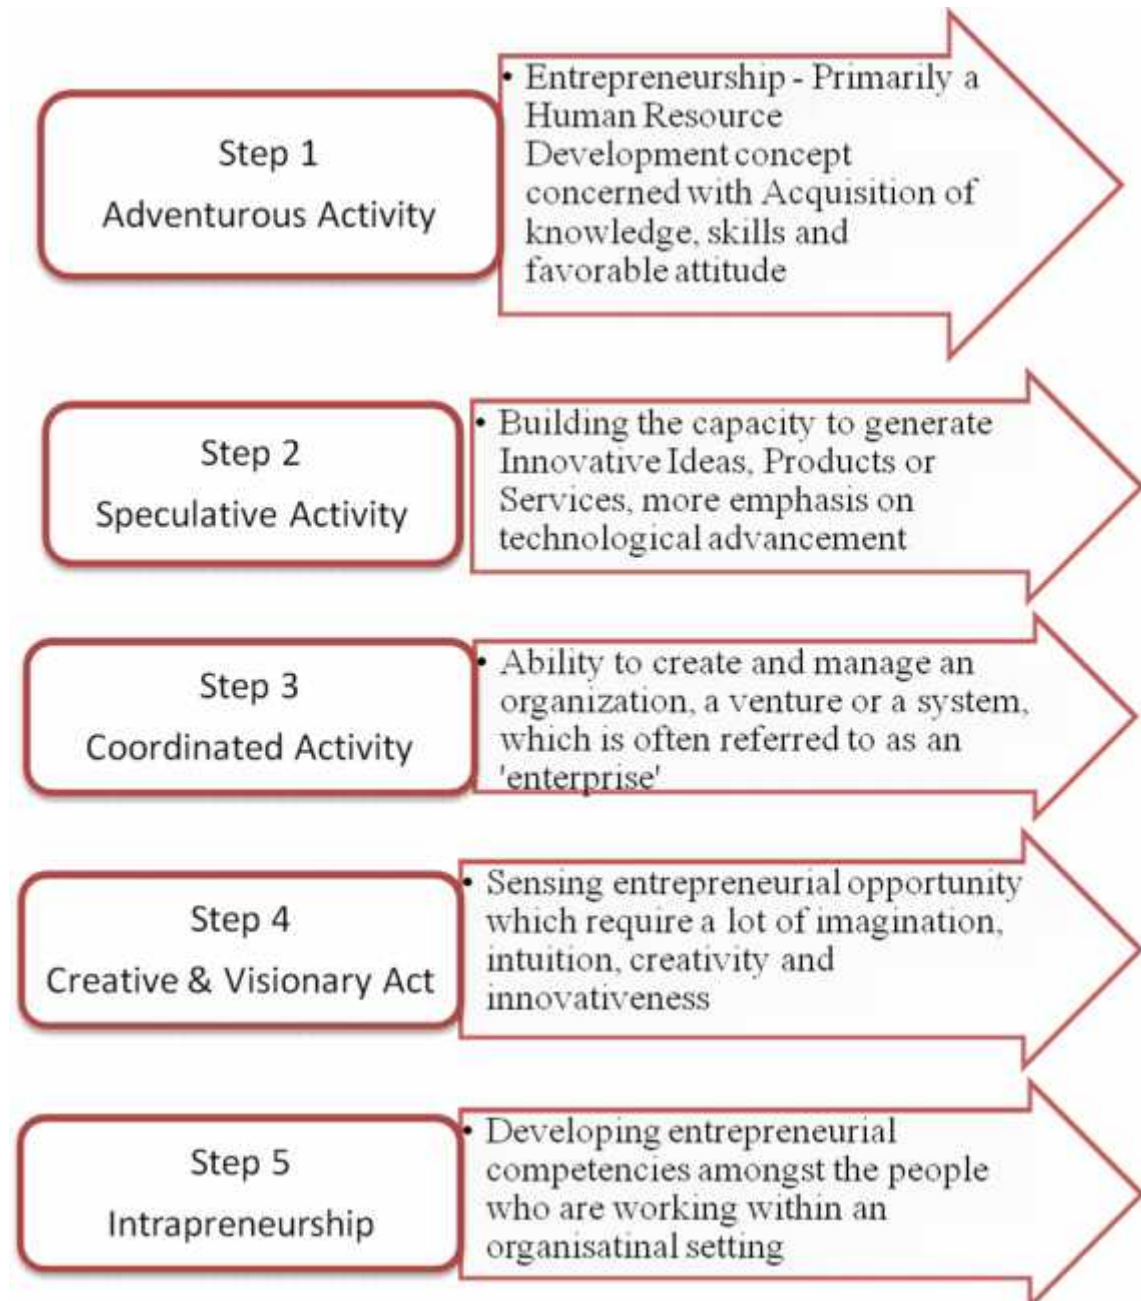 Step 1
Adventurous Activity
• Entrepreneurship - Primarily a
Human Resource
Development concept
concerned with Acquisition of
knowledge, skills and
favorable attitude
Step 2
Speculative Activity
• Building the capacity to generate
Innovative Ideas, Products or
Services, more emphasis on
technological advancement
Step 3
Coordinated Activity
• Ability to create and manage an
organization, a venture or a system,
which is often referred to as an
'enterprise'
Step 4
Creative & Visionary Act
• Sensing entrepreneurial opportunity
which require a lot of imagination,
intuition, creativity and
innovativeness
Step 5
Intrapreneurship
• Developing entrepreneurial
competencies amongst the people
who are working within an
organisatinal setting